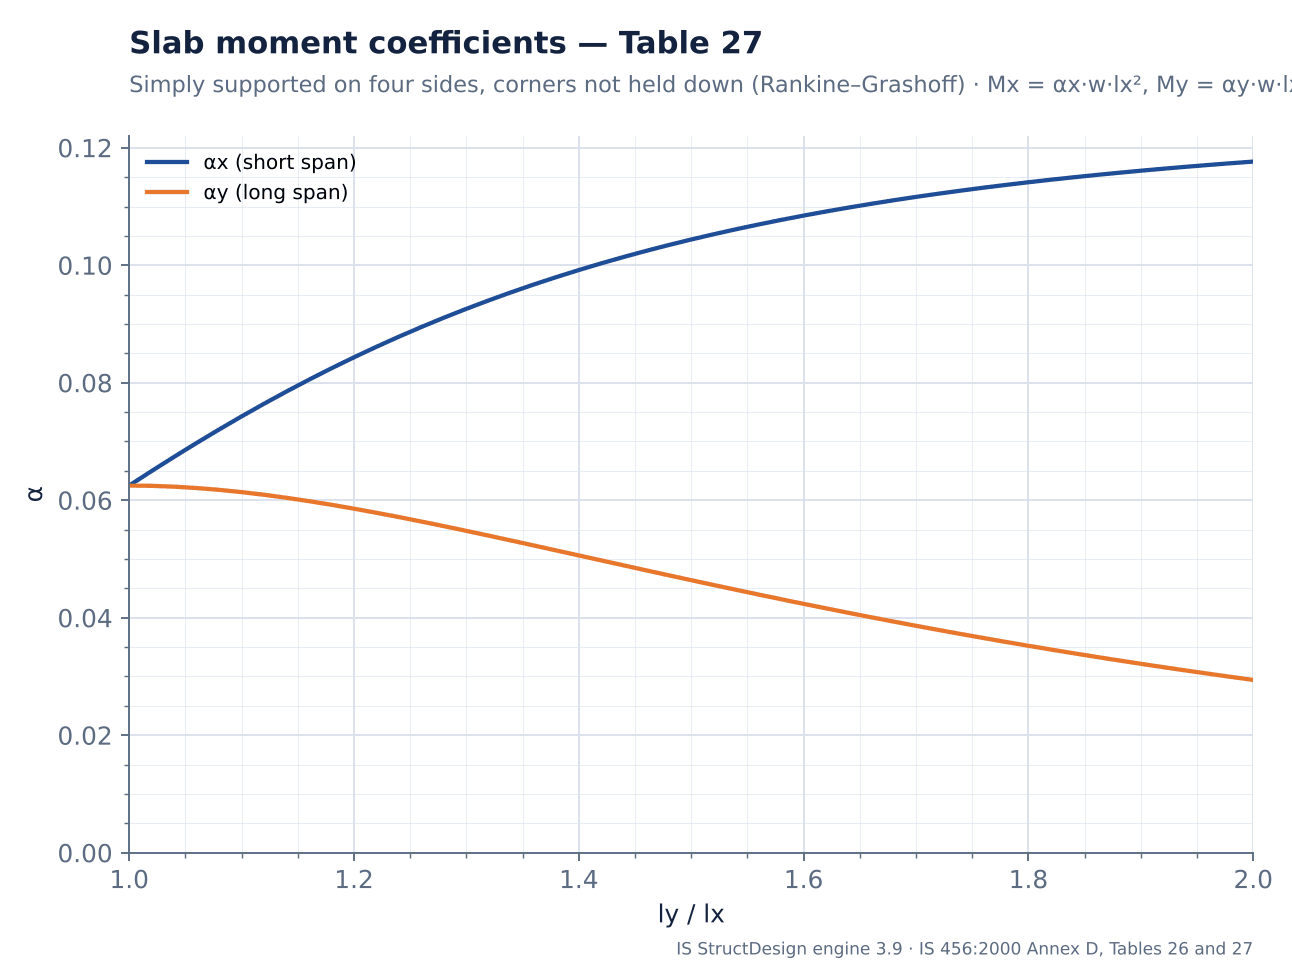 Slab moment coefficients — Table 27
Simply supported on four sides, corners not held down (Rankine–Grashoff) · Mx = αx·w·lx², My = αy·w·lx
αx (short span)
αy (long span)
0.12
0.10
0.08
0.06
0.04
0.02
0.00
α
1.0 1.2 1.4 1.6 1.8 2.0
ly / lx
IS StructDesign engine 3.9 · IS 456:2000 Annex D, Tables 26 and 27